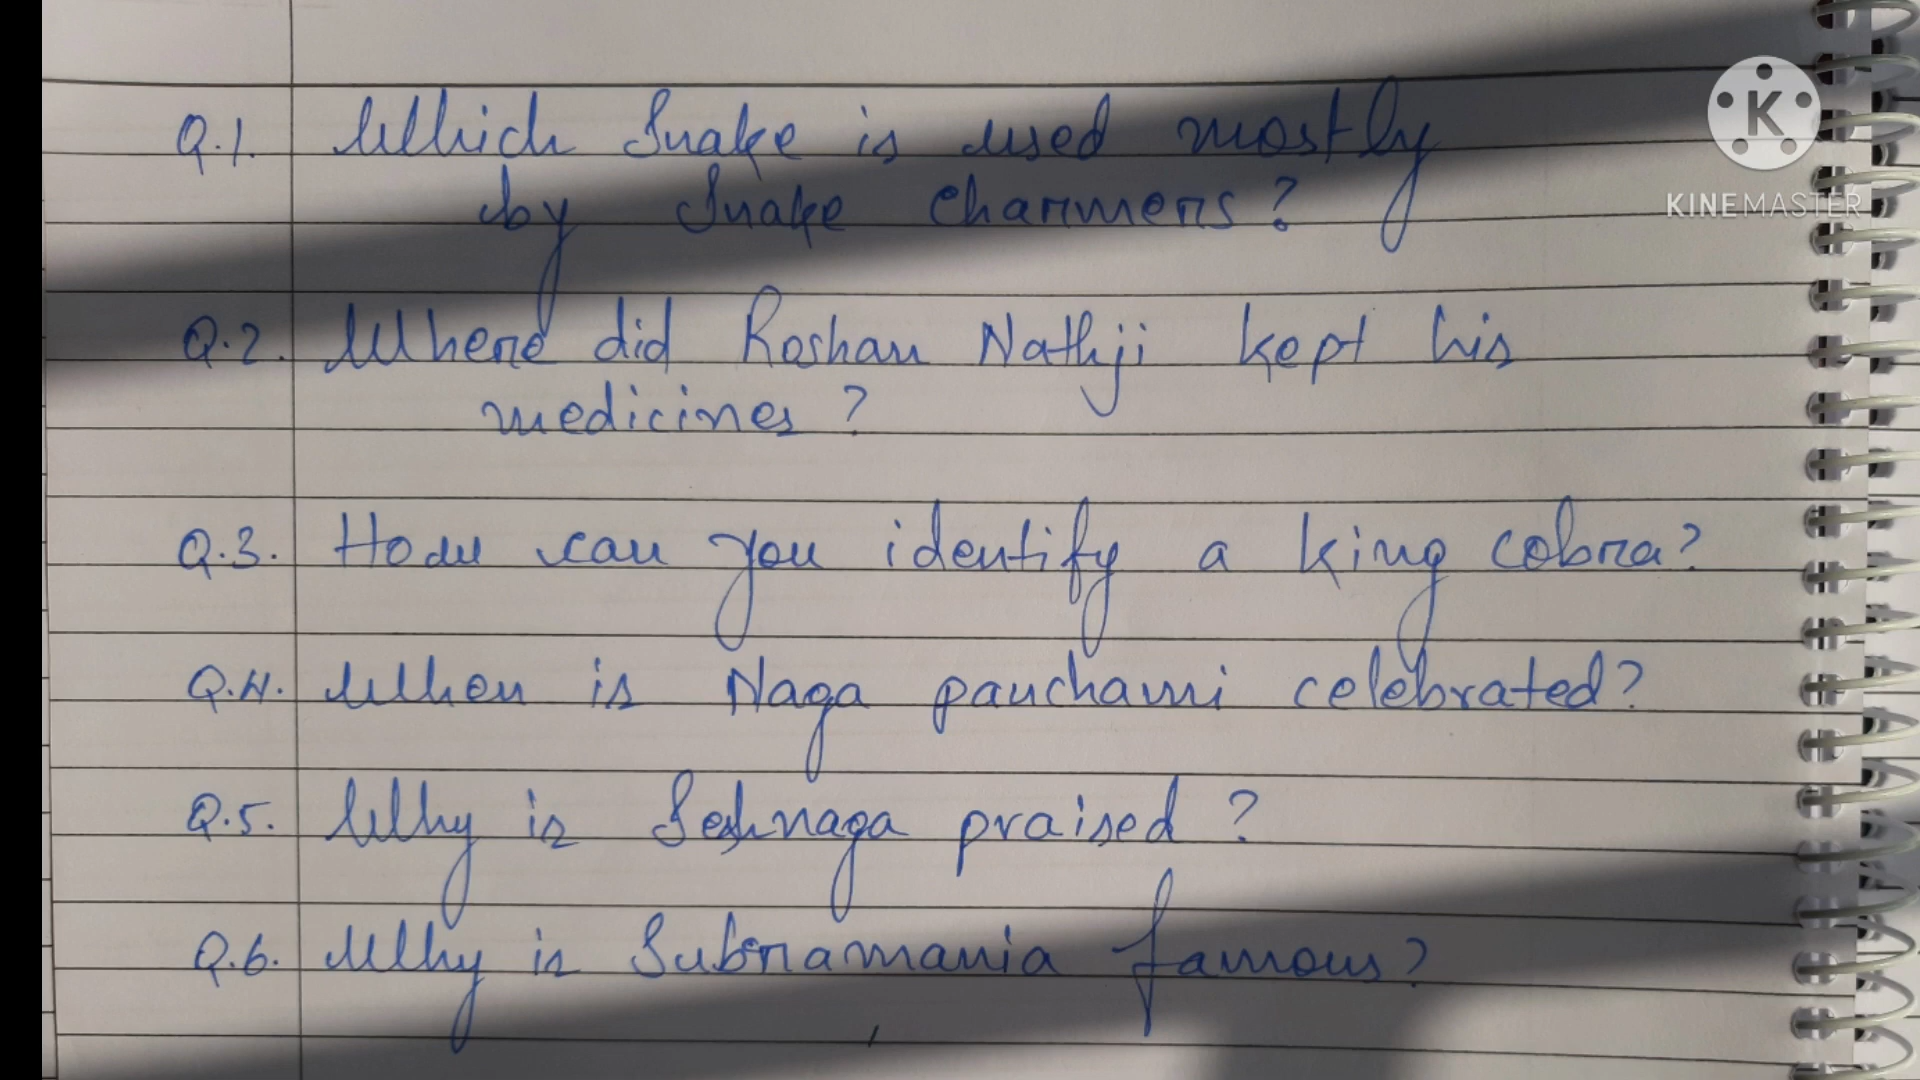 Q.1. Which Snake is used mostly
by Snake charmers?
Q.2. Where did Roshan Nathji kept his
medicines?
Q.3. How can you identify a king cobra?
Q.4. When is Naga panchami celebrated?
Q.5. Why is Seshnaga praised?
Q.6. Why is Subramania famous?
K
KINEMASTER